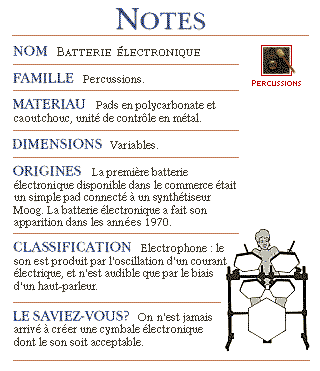 NOTES
NOM BATTERIE ÉLECTRONIQUE
FAMILLE Percussions.
PERCUSSIONS
MATERIAU Pads en polycarbonate et
caoutchouc, unité de contrôle en métal.
DIMENSIONS Variables.
ORIGINES La première batterie
électronique disponible dans le commerce était
un simple pad connecté à un synthétiseur
Moog. La batterie électronique a fait son
apparition dans les années 1970.
CLASSIFICATION Electrophone : le
son est produit par l'oscillation d'un courant
électrique, et n'est audible que par le biais
d'un haut-parleur.
LE SAVIEZ-VOUS? On n'est jamais
arrivé à créer une cymbale électronique
dont le son soit acceptable.